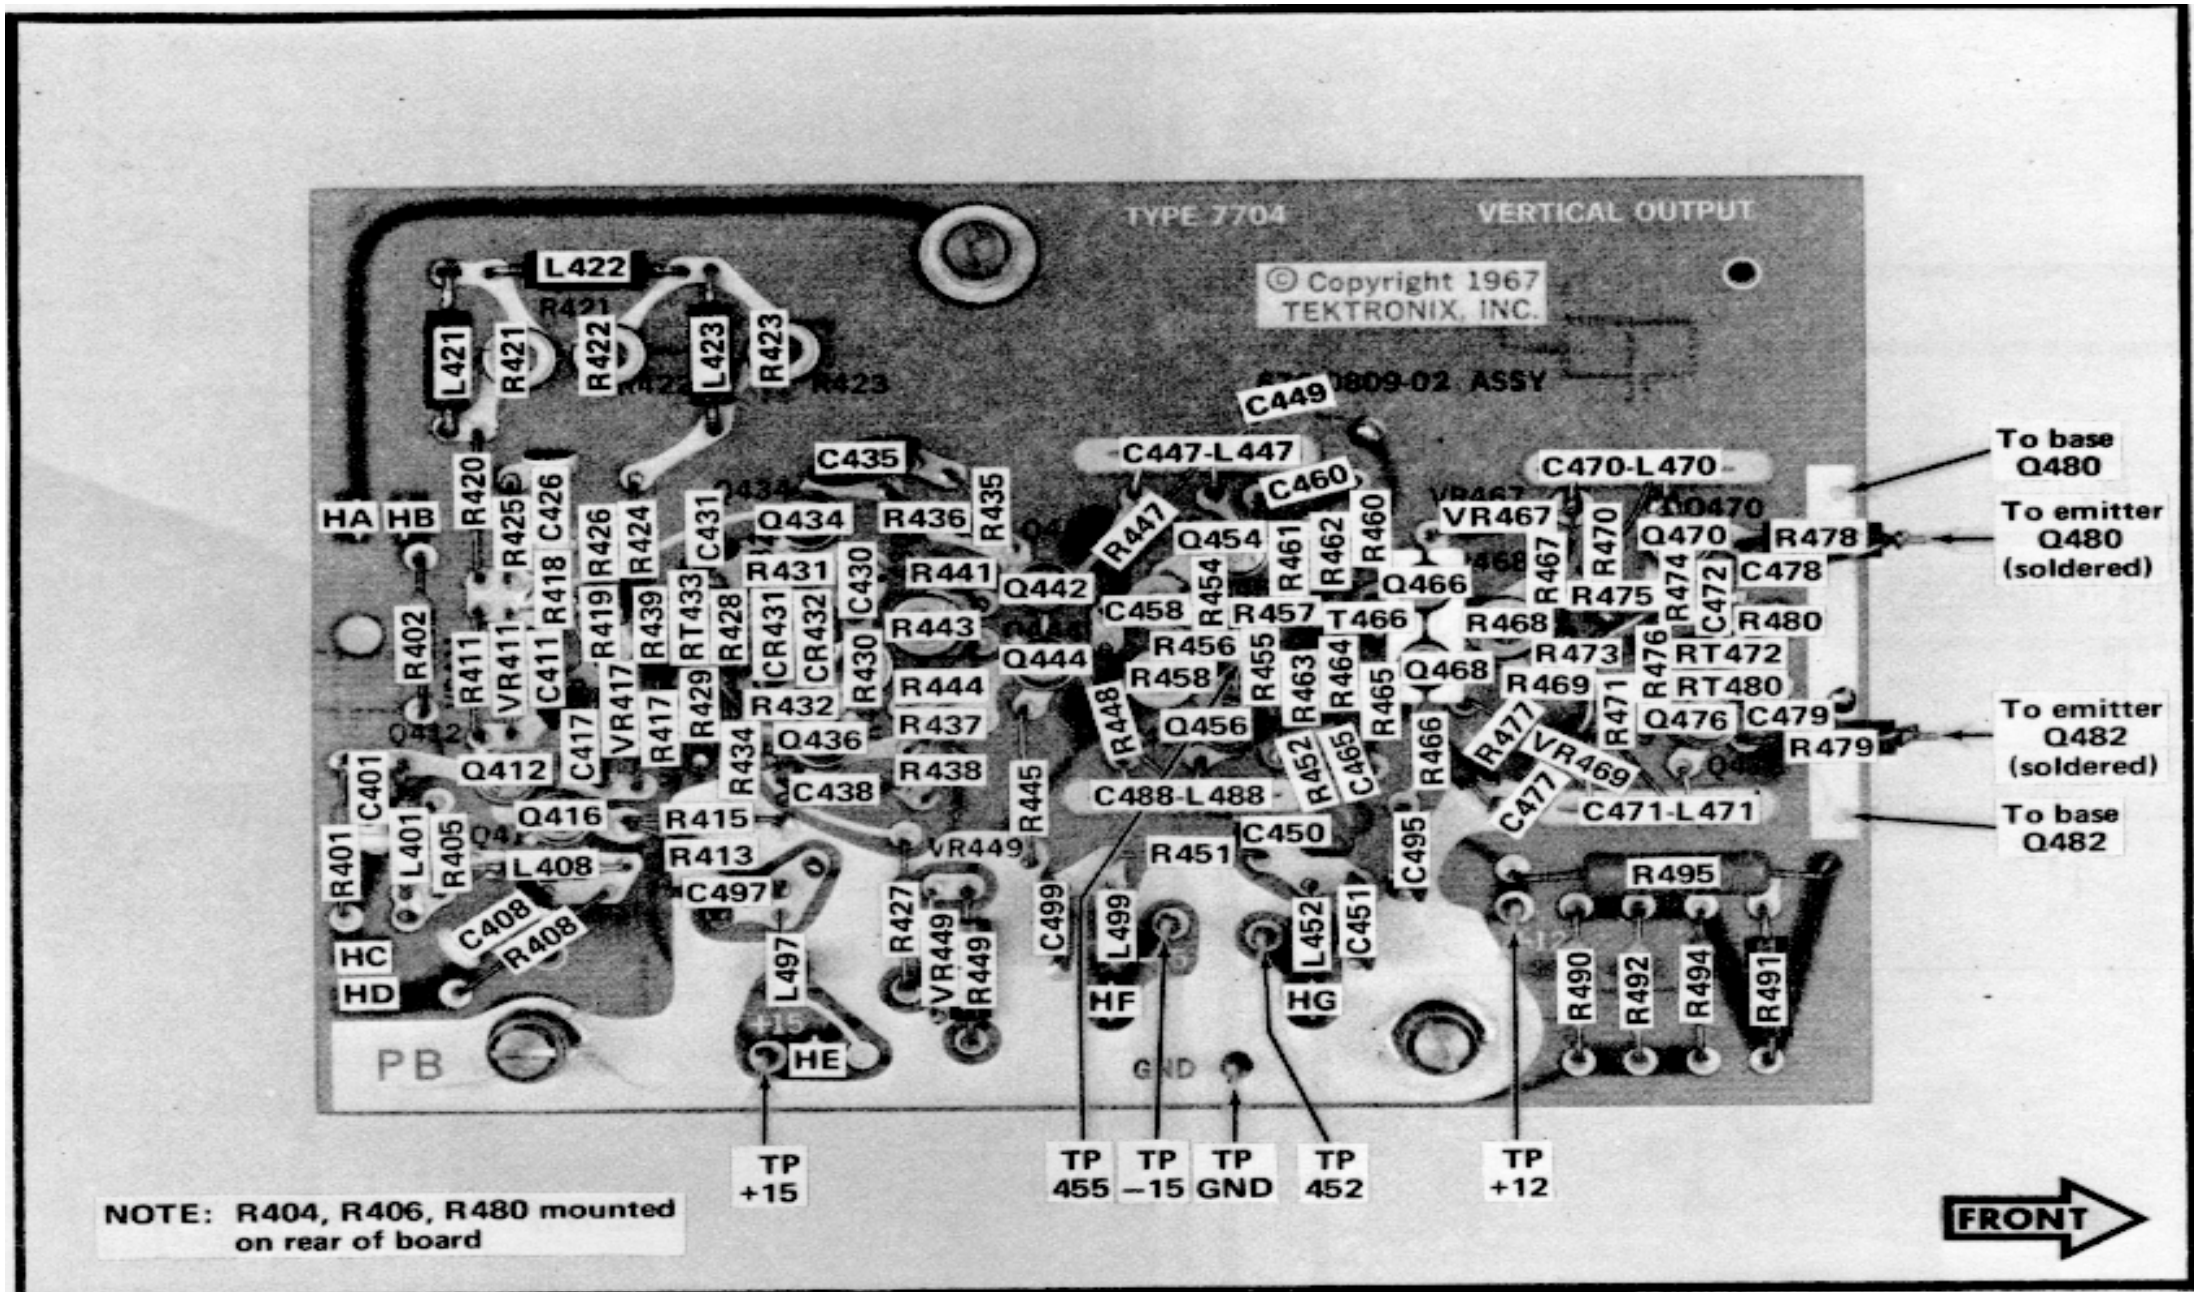 TYPE 7704
VERTICAL OUTPUT
© Copyright 1967
TEKTRONIX, INC.
0809-02 ASSY
L422
R421
L421
R421
R422
L423
R423
R422
R423
C449
C435
C447-L447
C470-L470
To base
Q480
HA
HB
R420
R425
C426
R426
R424
C431
Q434
Q434
R436
R435
R447
C460
Q454
R461
R462
R460
VR467
VR467
R467
R470
Q470
Q470
R478
To emitter
Q480
(soldered)
R418
R419
R439
RT433
R428
R431
CR431
CR432
C430
R441
Q442
C458
R454
R457
T466
Q466
R468
R475
R474
C472
C478
R480
R402
R411
VR411
C411
VR417
R417
R429
R432
R430
R443
Q444
R444
R456
R458
R455
R463
R464
R465
Q468
R473
R469
R471
R476
RT472
RT480
Q412
Q412
C417
R434
Q436
R437
R438
C438
R445
R448
Q456
R452
C465
R466
R477
VR469
C477
Q476
C479
R479
To emitter
Q482
(soldered)
C488-L488
C471-L471
To base
Q482
C401
R401
L401
R405
Q416
L408
R415
R413
C497
VR449
R451
C450
C495
R495
C408
R408
HC
HD
L497
R427
VR449
R449
C499
L499
L452
C451
HF
HG
R490
R492
R494
R491
PB
+15
HE
GND
TP
+15
TP
455
TP
−15
TP
GND
TP
452
TP
+12
NOTE: R404, R406, R480 mounted
on rear of board
FRONT